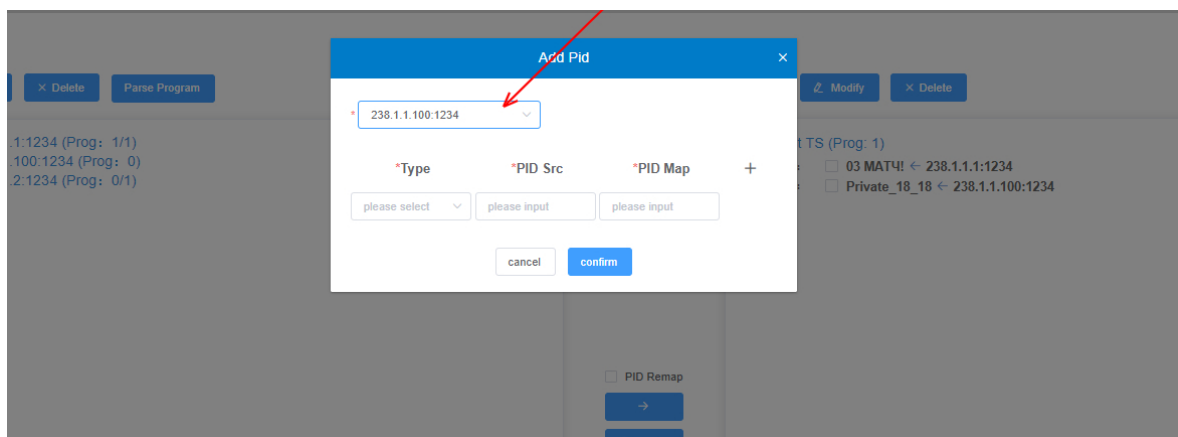 Add Pid ×
× Delete Parse Program
Modify × Delete
* 238.1.1.100:1234
.1:1234 (Prog: 1/1)
.100:1234 (Prog: 0)
.2:1234 (Prog: 0/1)
t TS (Prog: 1)
03 МАТЧ! ← 238.1.1.1:1234
Private_18_18 ← 238.1.1.100:1234
*Type *PID Src *PID Map +
please select please input please input
cancel confirm
PID Remap
→